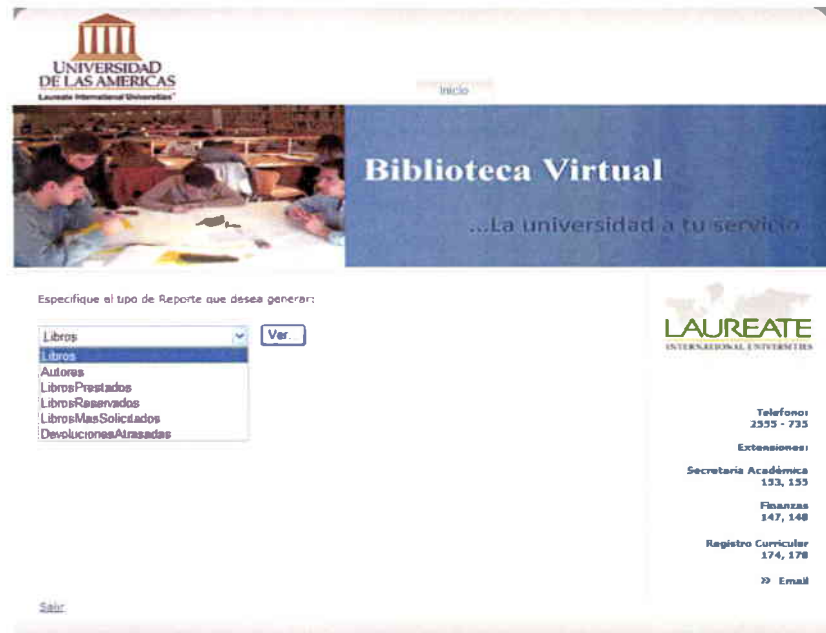 UNIVERSIDAD
DE LAS AMERICAS
Laureate International Universities
Inicio
Biblioteca Virtual
...La universidad a tu servicio
Especifique el tipo de Reporte que desea generar:
Libros
Ver..
Libros
Autores
LibrosPrestados
LibrosReservados
LibrosMasSolicitados
DevolucionesAtrasadas
LAUREATE
INTERNATIONAL UNIVERSITIES
Telefono:
2555 - 735
Extensiones:
Secretaría Académica
153, 155
Finanzas
147, 148
Registro Curricular
174, 178
» Email
Salir